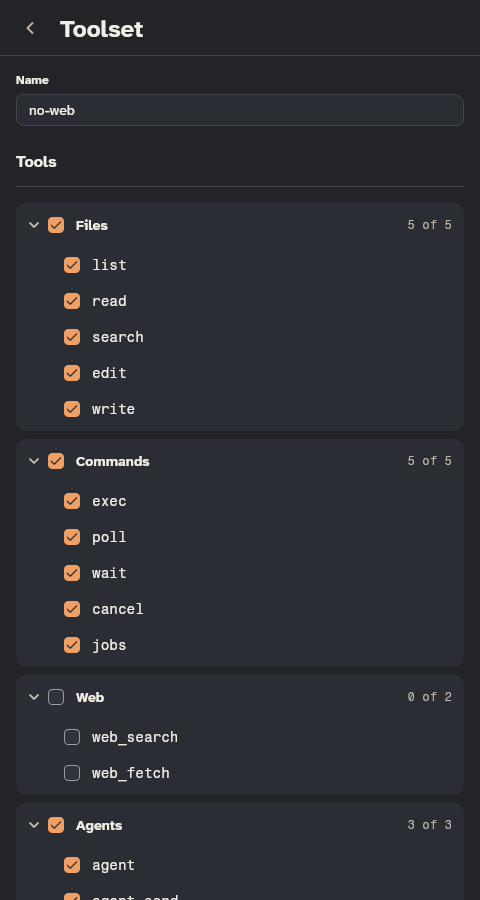 Toolset
Name
no-web
Tools
Files 5 of 5
list
read
search
edit
write
Commands 5 of 5
exec
poll
wait
cancel
jobs
Web 0 of 2
web_search
web_fetch
Agents 3 of 3
agent
agent_send